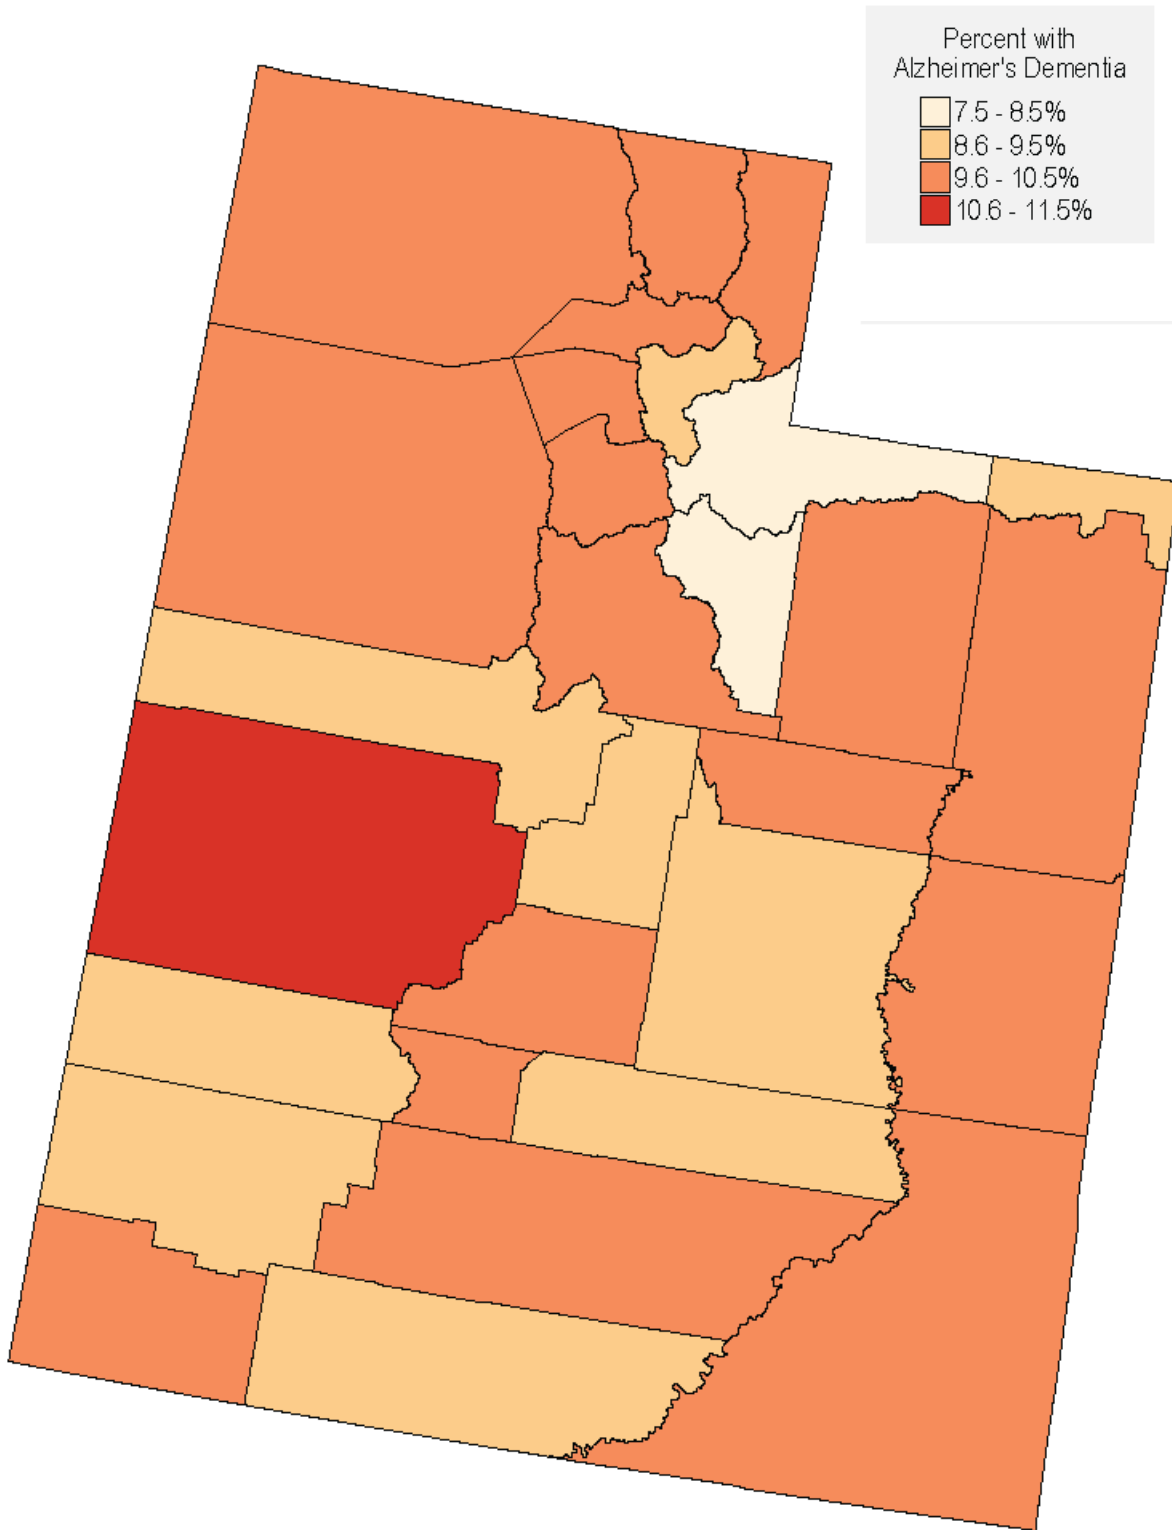 Percent with
Alzheimer's Dementia
7.5 - 8.5%
8.6 - 9.5%
9.6 - 10.5%
10.6 - 11.5%